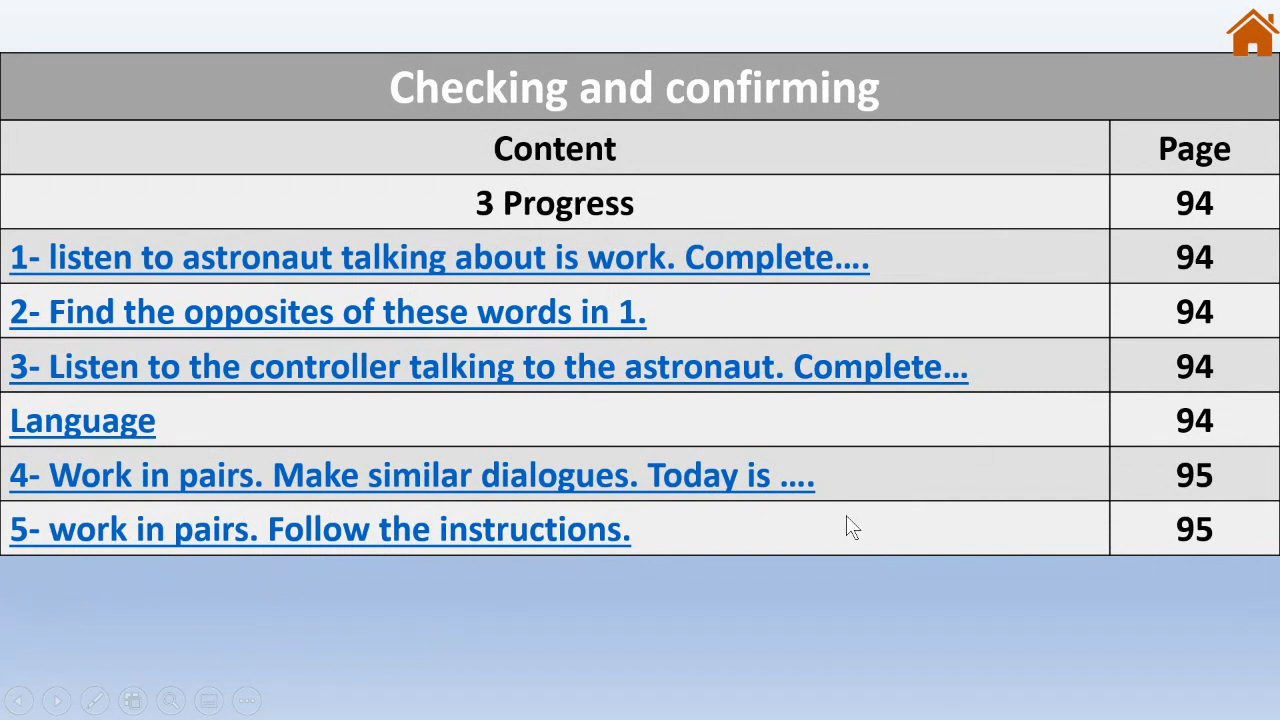 Checking and confirming
Content Page
3 Progress 94
1- listen to astronaut talking about is work. Complete.... 94
2- Find the opposites of these words in 1. 94
3- Listen to the controller talking to the astronaut. Complete... 94
Language 94
4- Work in pairs. Make similar dialogues. Today is .... 95
5- work in pairs. Follow the instructions. 95